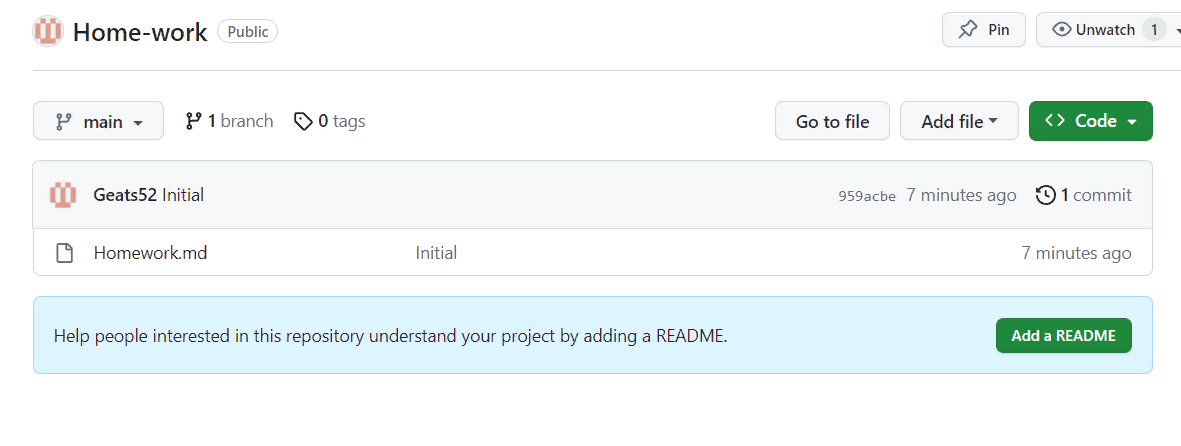 Home-work Public Pin Unwatch 1
main 1 branch 0 tags Go to file Add file Code
Geats52 Initial 959acbe 7 minutes ago 1 commit
Homework.md Initial 7 minutes ago
Help people interested in this repository understand your project by adding a README. Add a README